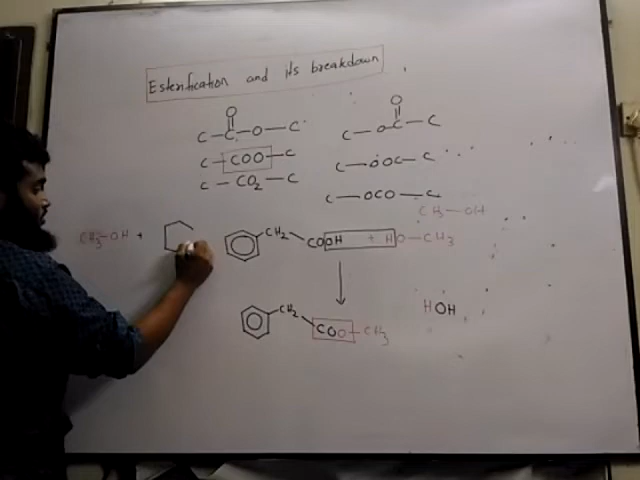 Esterification and its breakdown
O
C-C-O-C
C-COO-C
C-CO₂-C
O
C-O-C-C
C-OOC-C
C-OCO-C
CH₃-OH
CH₃-OH +
CH₂
COOH + HO-CH₃
CH₂
COO-CH₃
HOH